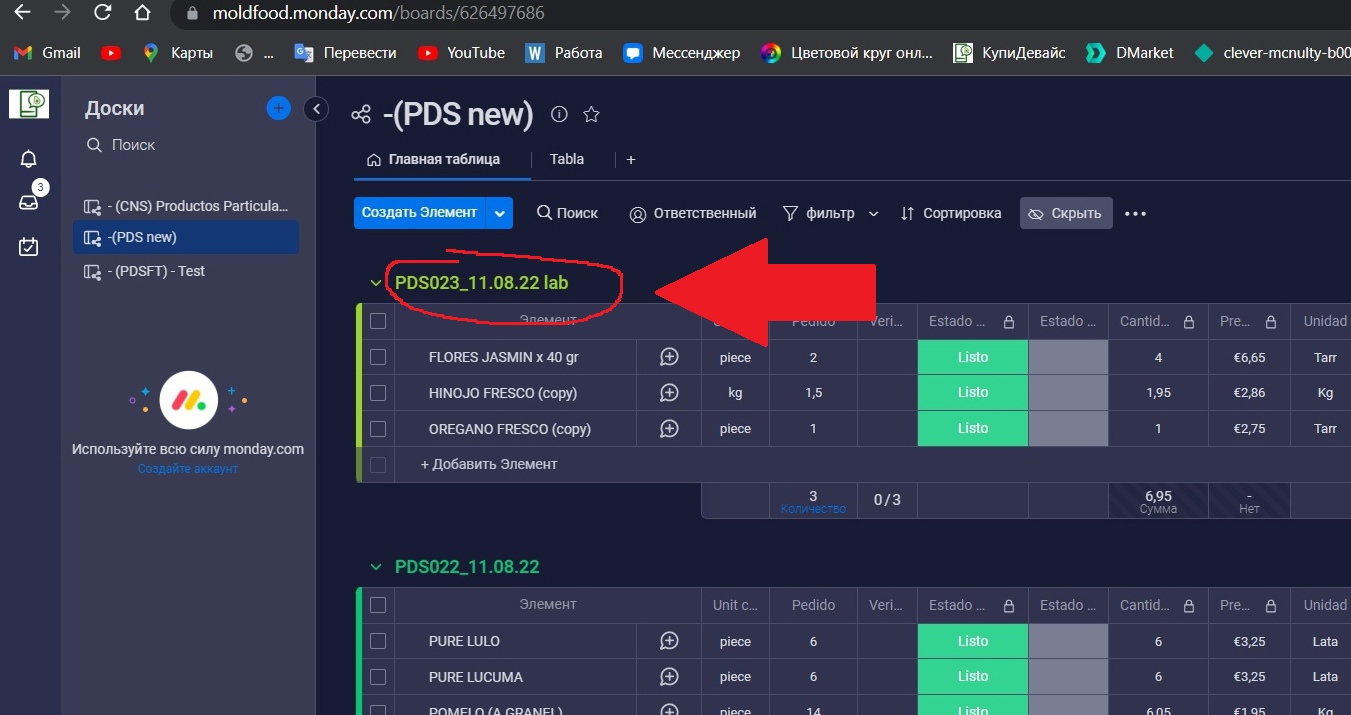 moldfood.monday.com/boards/626497686
Gmail Карты ... Перевести YouTube Работа Мессенджер Цветовой круг онл... КупиДевайс DMarket clever-mcnulty-b00
Доски
Поиск
3
- (CNS) Productos Particula...
-(PDS new)
- (PDSFT) - Test
Используйте всю силу monday.com
Создайте аккаунт
-(PDS new)
Главная таблица Tabla +
Создать Элемент Поиск Ответственный фильтр Сортировка Скрыть
PDS023_11.08.22 lab
Элемент Pedido Veri... Estado ... Estado ... Cantid... Pre... Unidad
FLORES JASMIN x 40 gr piece 2 Listo 4 €6,65 Tarr
HINOJO FRESCO (copy) kg 1,5 Listo 1,95 €2,86 Kg
OREGANO FRESCO (copy) piece 1 Listo 1 €2,75 Tarr
+ Добавить Элемент
3 0/3 6,95 -
Количество Сумма Нет
PDS022_11.08.22
Элемент Unit c... Pedido Veri... Estado ... Estado ... Cantid... Pre... Unidad
PURE LULO piece 6 Listo 6 €3,25 Lata
PURE LUCUMA piece 6 Listo 6 €3,25 Lata
POMELO (A GRANEL) piece 14 Listo 6,05 €1,95 Kg